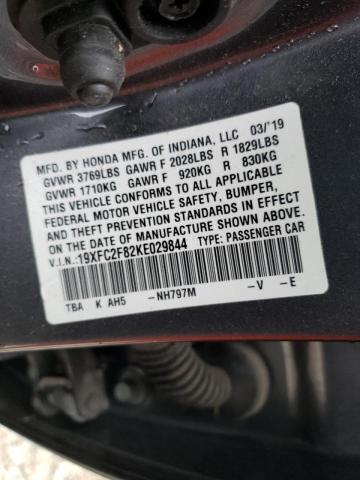 MFD. BY HONDA MFG. OF INDIANA, LLC 03/'19
GVWR 3769LBS GAWR F 2028LBS R 1829LBS
GVWR 1710KG GAWR F 920KG R 830KG
THIS VEHICLE CONFORMS TO ALL APPLICABLE
FEDERAL MOTOR VEHICLE SAFETY, BUMPER,
AND THEFT PREVENTION STANDARDS IN EFFECT
ON THE DATE OF MANUFACTURE SHOWN ABOVE.
V.I.N.:19XFC2F82KE029844 TYPE: PASSENGER CAR
TBA K AH5 -NH797M -V -E